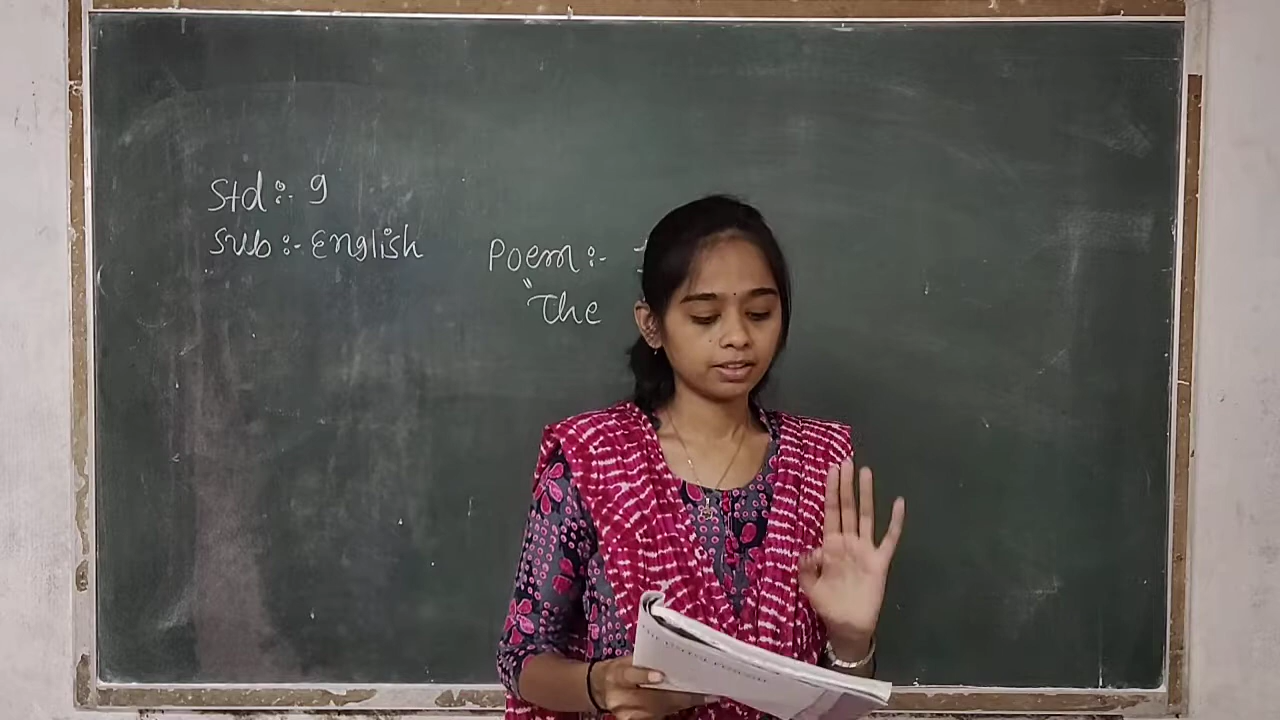 Std :- 9
Sub :- English
Poem :-
"The